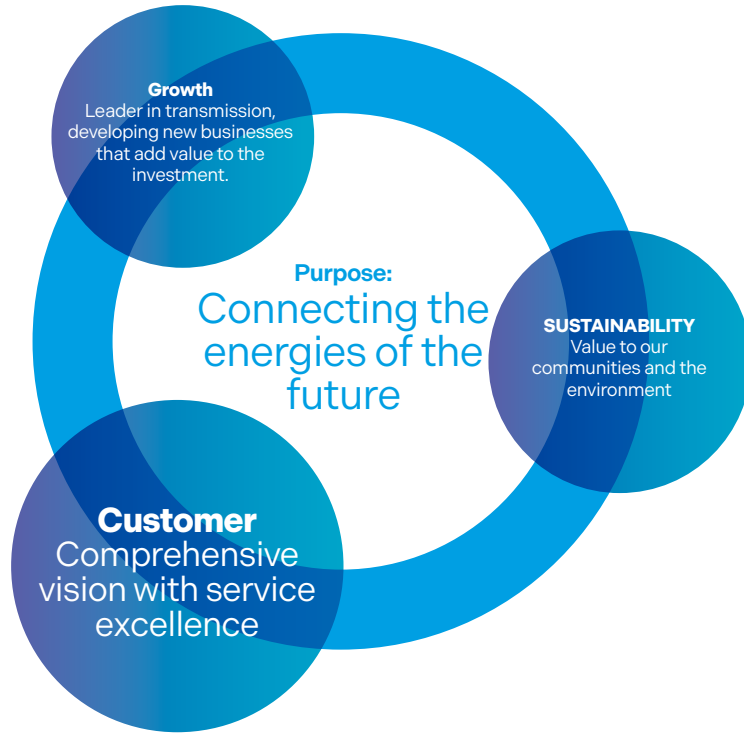 Growth
Leader in transmission,
developing new businesses
that add value to the
investment.
Purpose:
Connecting the
energies of the
future
SUSTAINABILITY
Value to our
communities and the
environment
Customer
Comprehensive
vision with service
excellence